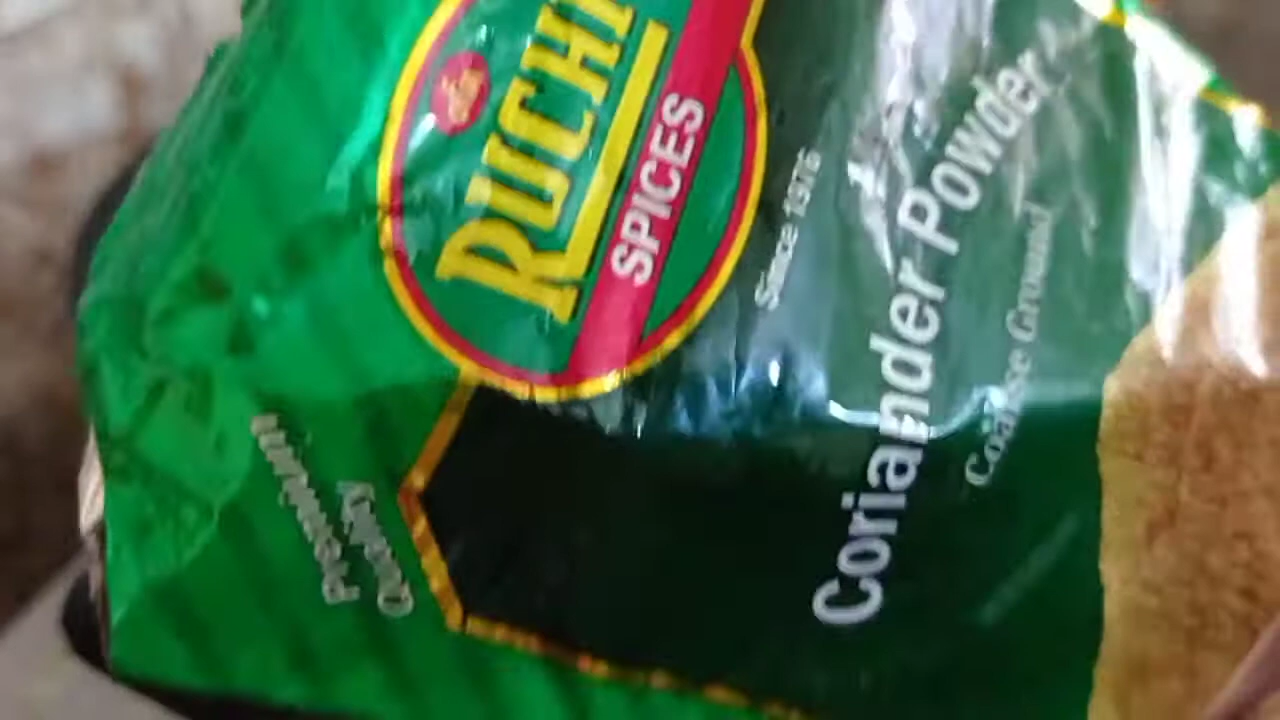 RUCHI
SPICES
Since 1976
Coriander Powder
Coarse Ground
Premium
Quality